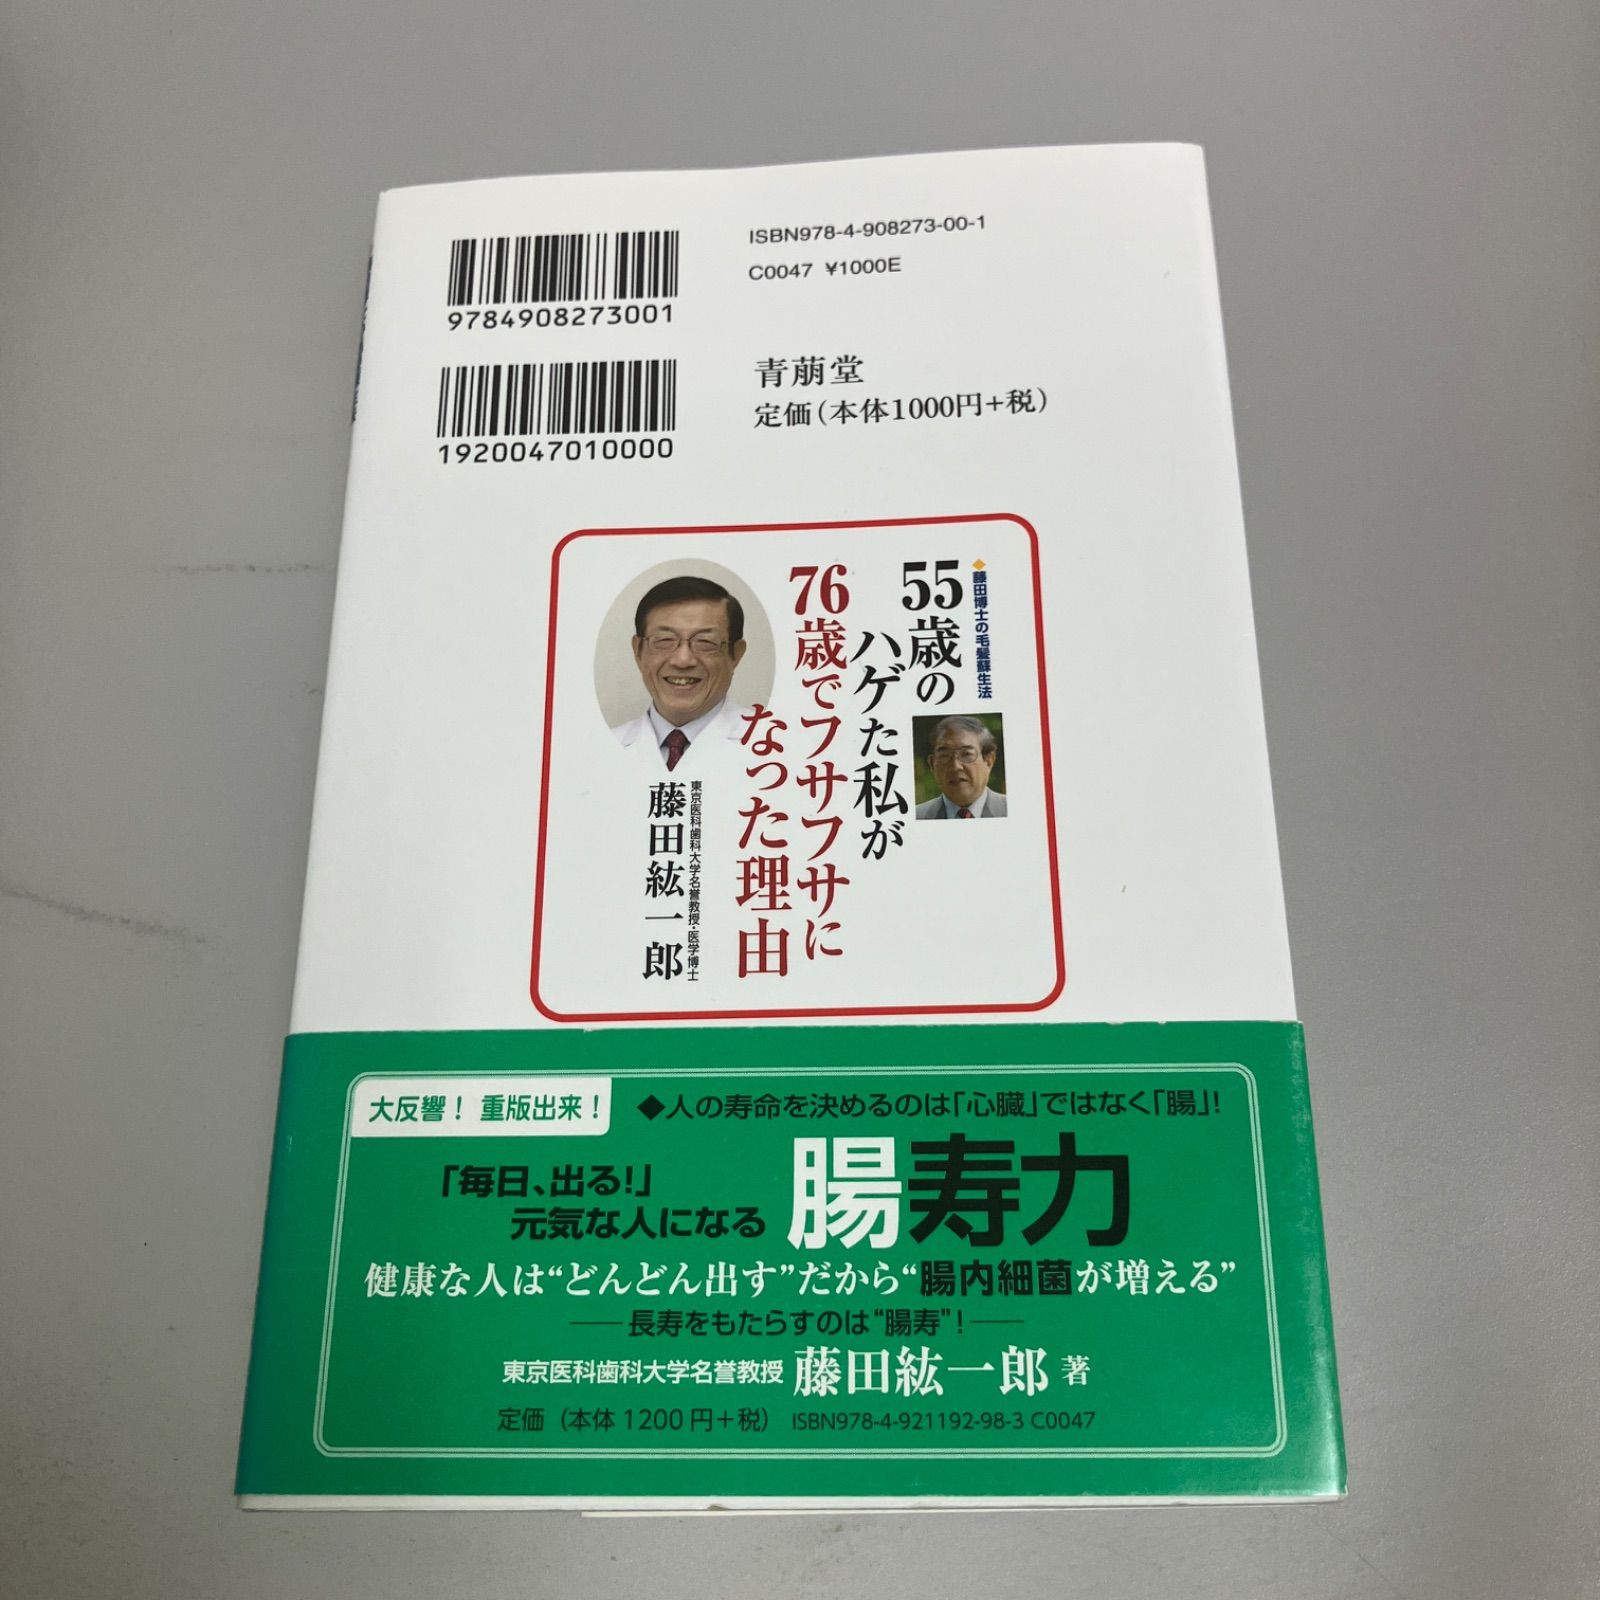 ISBN978-4-908273-00-1
C0047 ¥1000E
9784908273001
1920047010000
青萠堂
定価(本体1000円+税)
◆藤田博士の毛髪蘇生法
55歳の
ハゲた私が
76歳でフサフサに
なった理由
東京医科歯科大学名誉教授・医学博士
藤田紘一郎
大反響! 重版出来!
◆人の寿命を決めるのは「心臓」ではなく「腸」!
「毎日、出る!」
元気な人になる
腸寿力
健康な人は“どんどん出す”だから“腸内細菌が増える”
長寿をもたらすのは“腸寿”!
東京医科歯科大学名誉教授 藤田紘一郎 著
定価（本体1200円＋税） ISBN978-4-921192-98-3 C0047